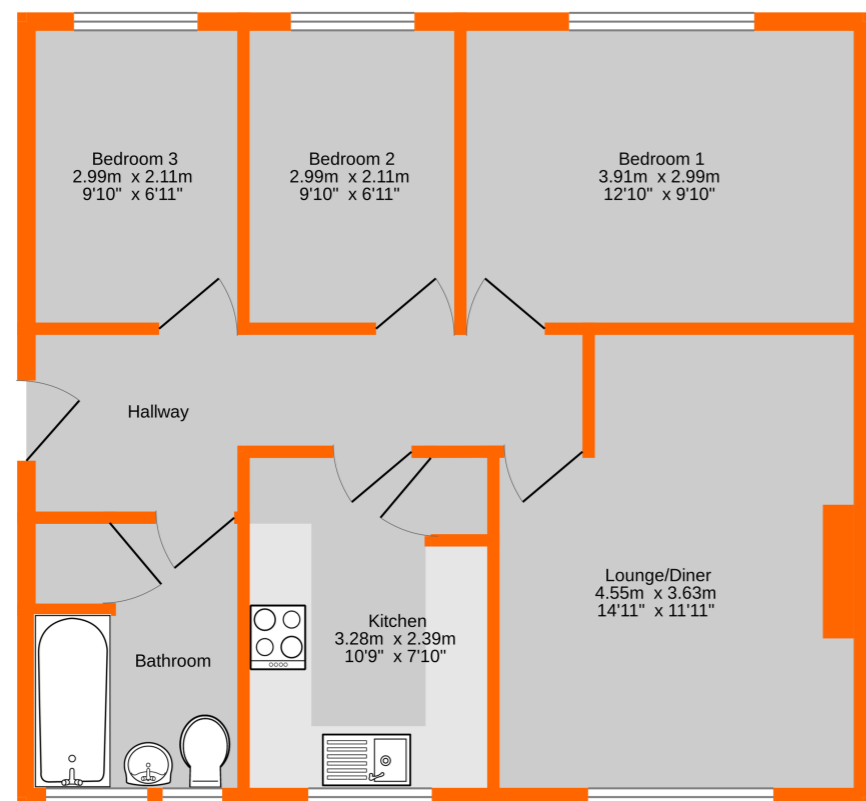 Bedroom 3
2.99m x 2.11m
9'10" x 6'11"
Bedroom 2
2.99m x 2.11m
9'10" x 6'11"
Bedroom 1
3.91m x 2.99m
12'10" x 9'10"
Hallway
Lounge/Diner
4.55m x 3.63m
14'11" x 11'11"
Kitchen
3.28m x 2.39m
10'9" x 7'10"
Bathroom